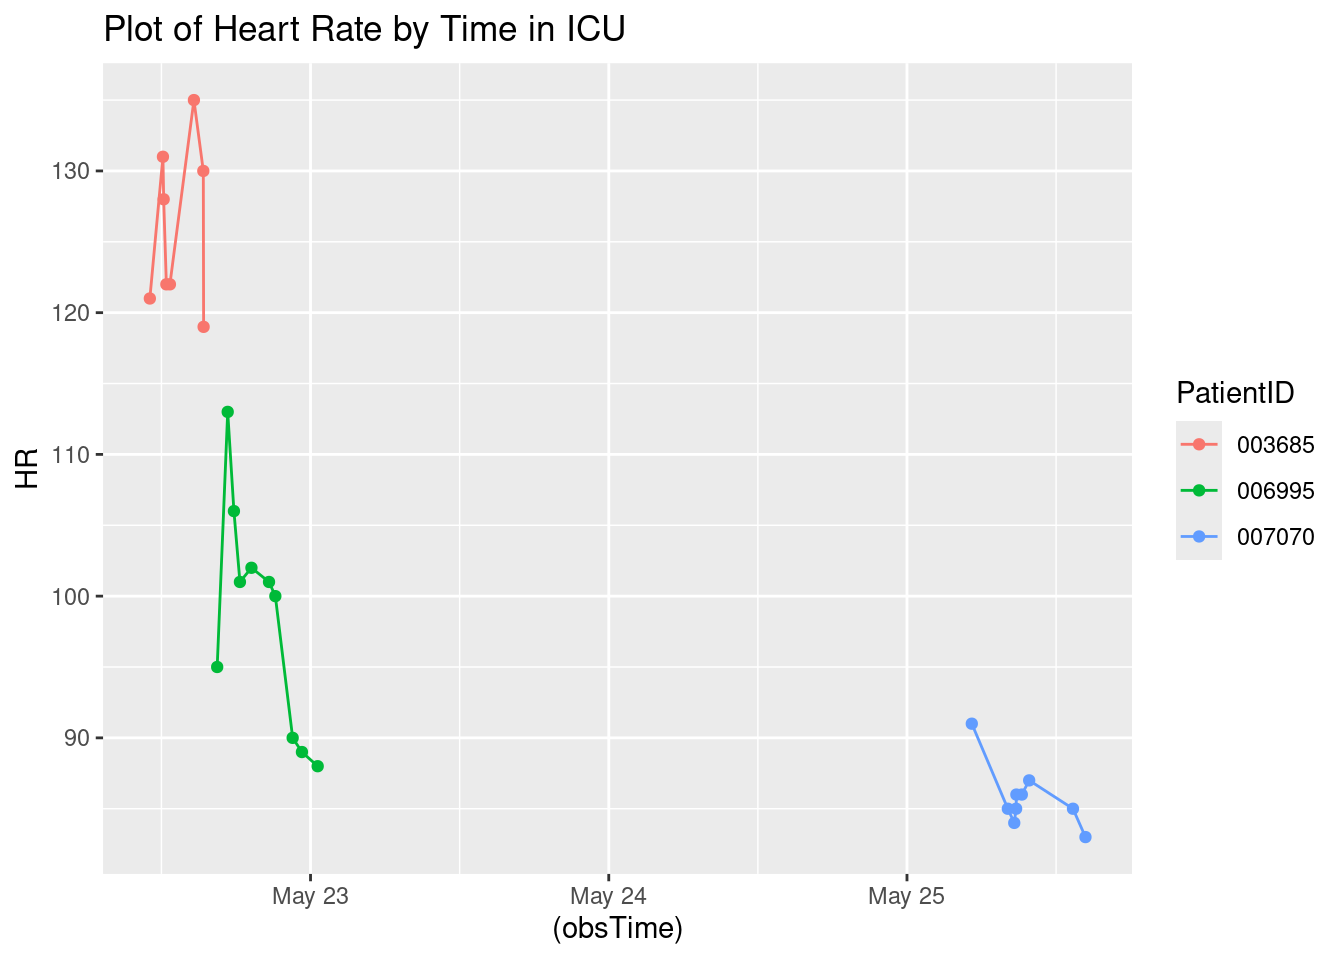 Plot of Heart Rate by Time in ICU
HR
130
120
110
100
90
May 23
May 24
May 25
(obsTime)
PatientID
003685
006995
007070